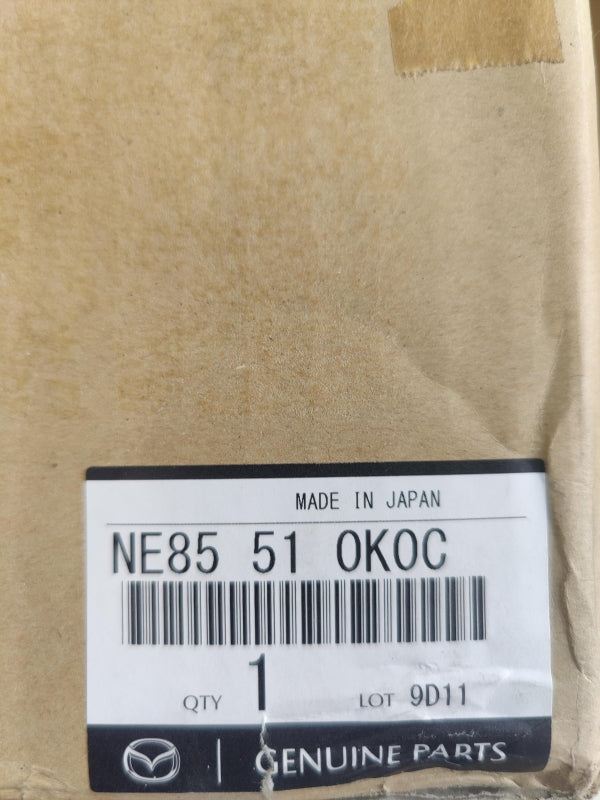 MADE IN JAPAN
NE85 51 0K0C
QTY 1 LOT 9D11
GENUINE PARTS